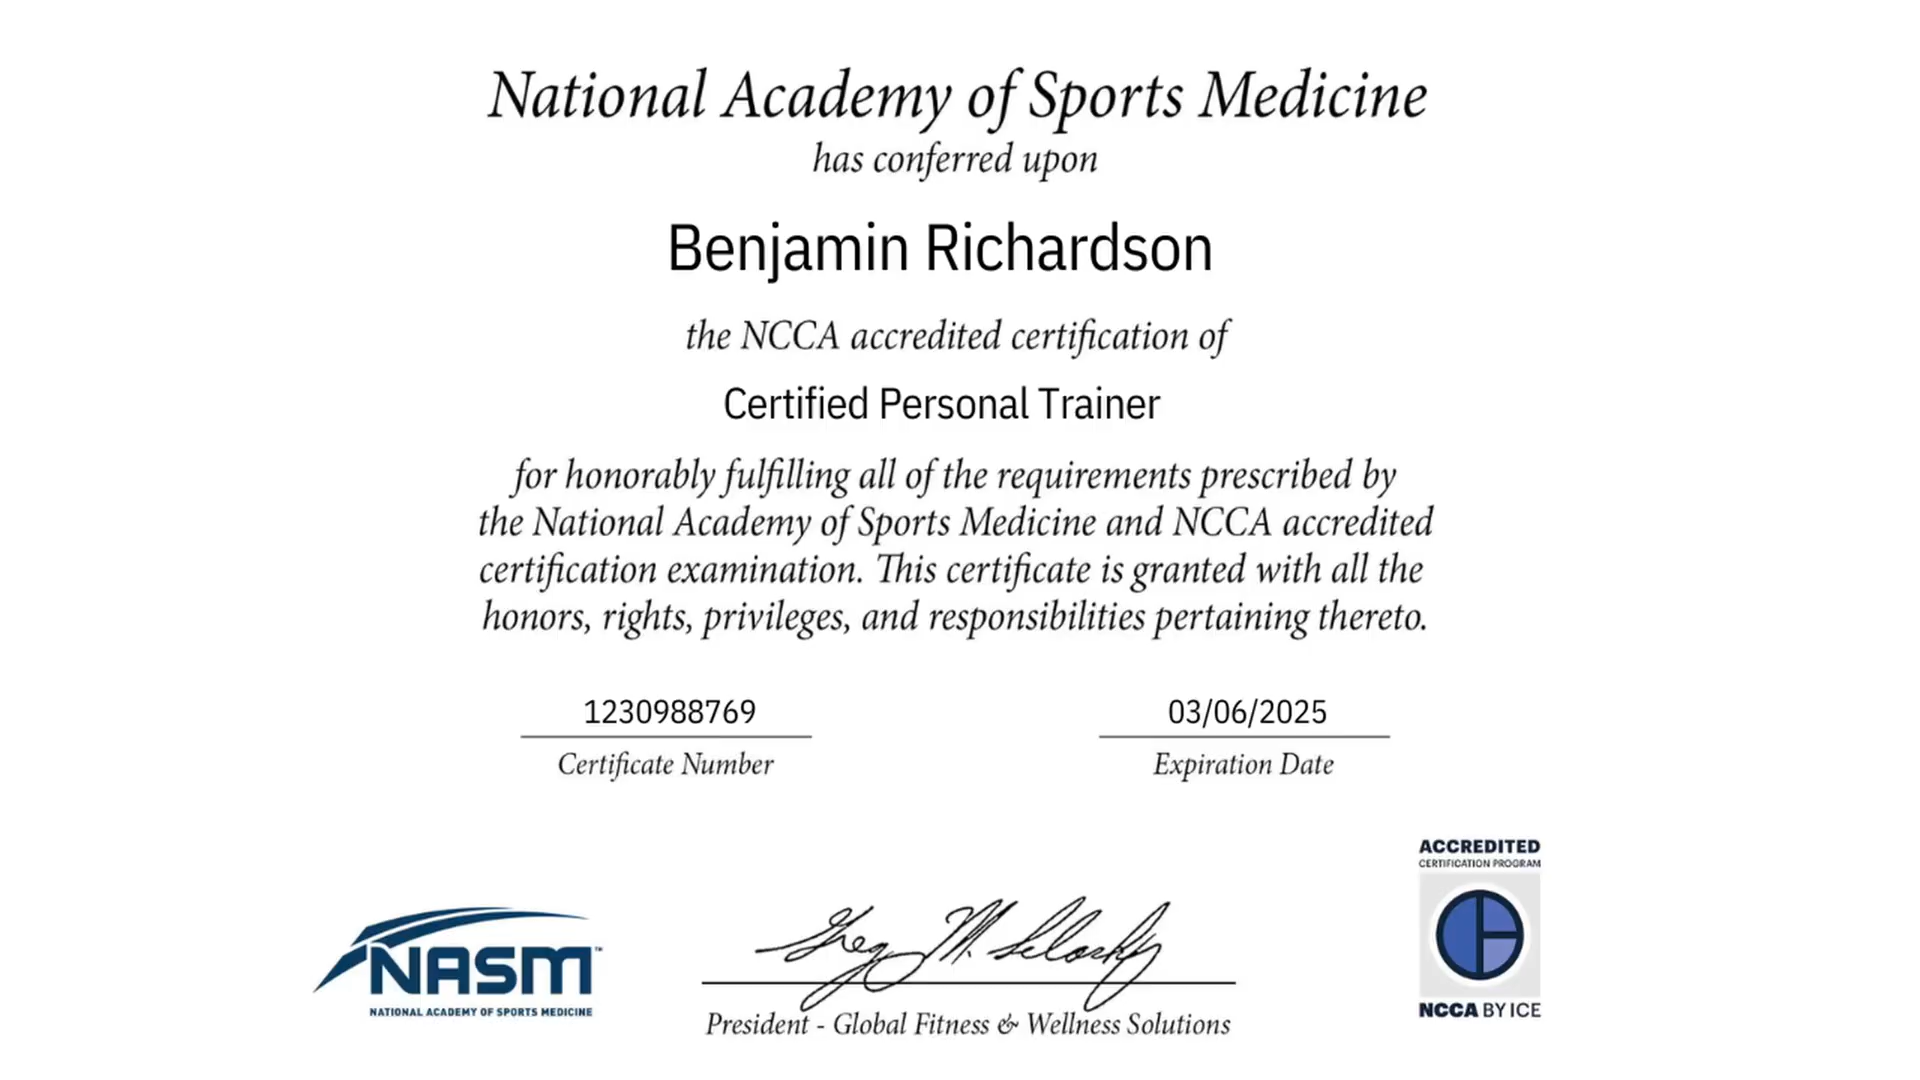 National Academy of Sports Medicine
has conferred upon
Benjamin Richardson
the NCCA accredited certification of
Certified Personal Trainer
for honorably fulfilling all of the requirements prescribed by
the National Academy of Sports Medicine and NCCA accredited
certification examination. This certificate is granted with all the
honors, rights, privileges, and responsibilities pertaining thereto.
1230988769
Certificate Number
03/06/2025
Expiration Date
NASM™
NATIONAL ACADEMY OF SPORTS MEDICINE
President - Global Fitness & Wellness Solutions
ACCREDITED
CERTIFICATION PROGRAM
NCCA BY ICE